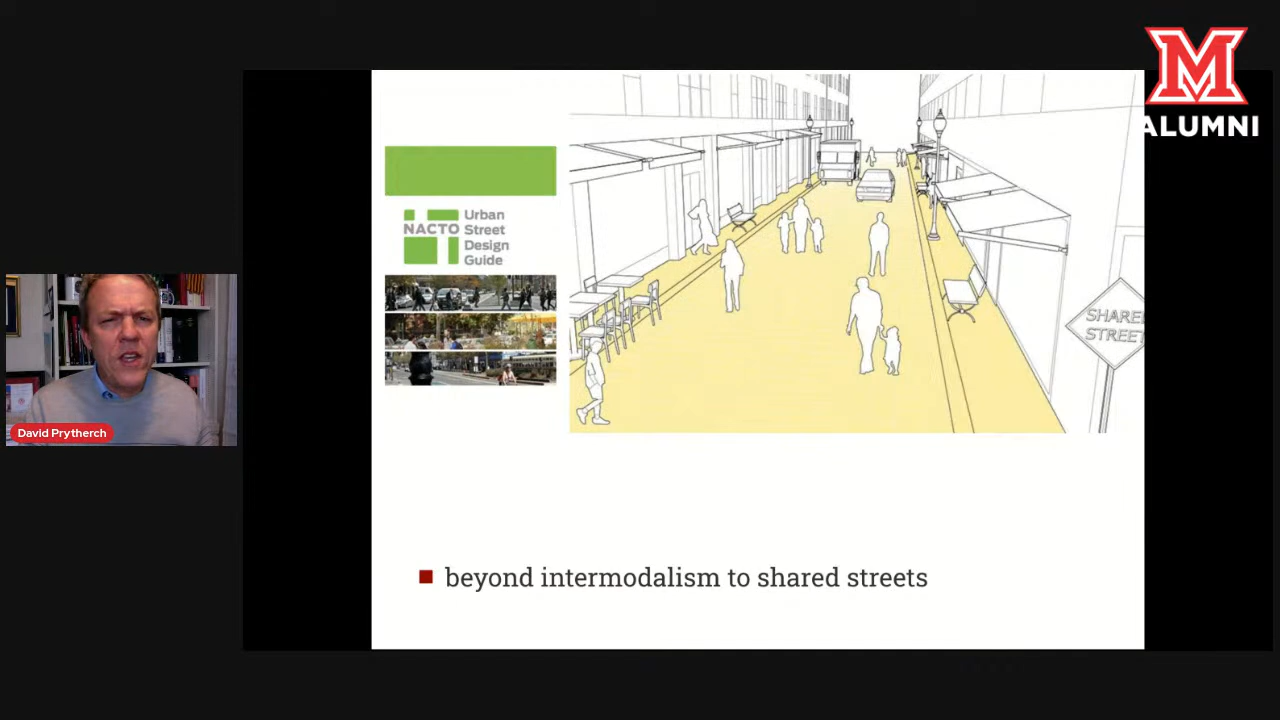 M
ALUMNI
NACTO
Urban
Street
Design
Guide
SHARED
STREET
David Prytherch
beyond intermodalism to shared streets